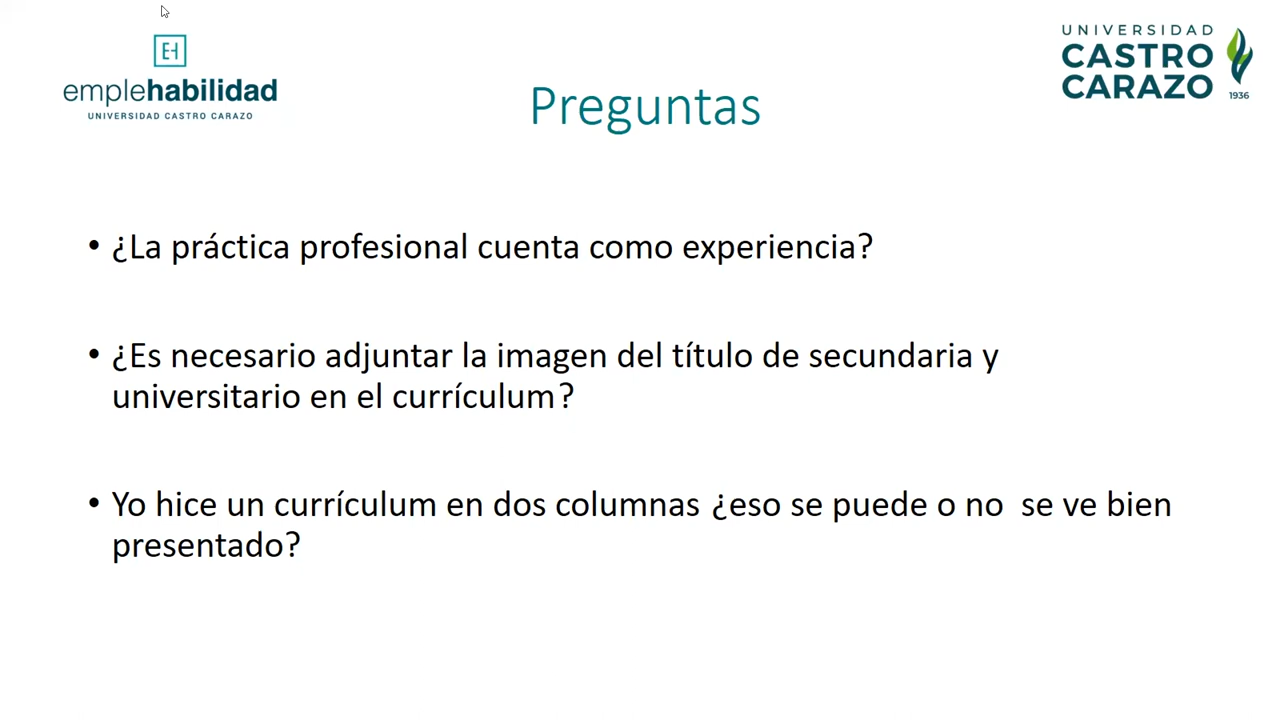 EH
emplehabilidad
UNIVERSIDAD CASTRO CARAZO
UNIVERSIDAD
CASTRO
CARAZO
1936
Preguntas
• ¿La práctica profesional cuenta como experiencia?
• ¿Es necesario adjuntar la imagen del título de secundaria y
universitario en el currículum?
• Yo hice un currículum en dos columnas ¿eso se puede o no  se ve bien
presentado?